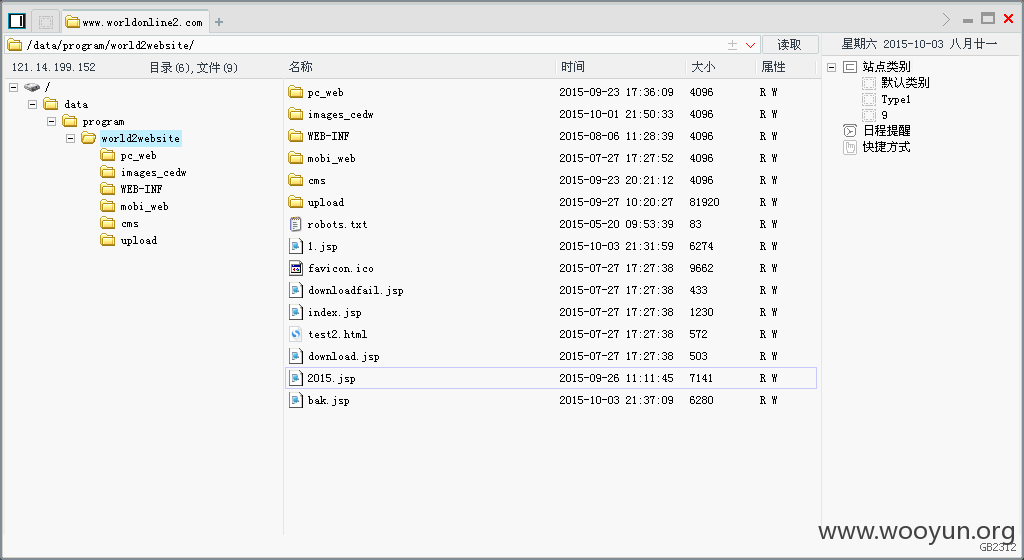 www.worldonline2.com
/data/program/world2website/
读取
星期六 2015-10-03 八月廿一
121.14.199.152
目录(6),文件(9)
名称 时间 大小 属性
/
data
program
world2website
pc_web
images_cedw
WEB-INF
mobi_web
cms
upload
pc_web 2015-09-23 17:36:09 4096 R W
images_cedw 2015-10-01 21:50:33 4096 R W
WEB-INF 2015-08-06 11:28:39 4096 R W
mobi_web 2015-07-27 17:27:52 4096 R W
cms 2015-09-23 20:21:12 4096 R W
upload 2015-09-27 10:20:27 81920 R W
robots.txt 2015-05-20 09:53:39 83 R W
1.jsp 2015-10-03 21:31:59 6274 R W
favicon.ico 2015-07-27 17:27:38 9662 R W
downloadfail.jsp 2015-07-27 17:27:38 433 R W
index.jsp 2015-07-27 17:27:38 1230 R W
test2.html 2015-07-27 17:27:38 572 R W
download.jsp 2015-07-27 17:27:38 503 R W
2015.jsp 2015-09-26 11:11:45 7141 R W
bak.jsp 2015-10-03 21:37:09 6280 R W
站点类别
默认类别
Type1
9
日程提醒
快捷方式
www.wooyun.org
GB2312